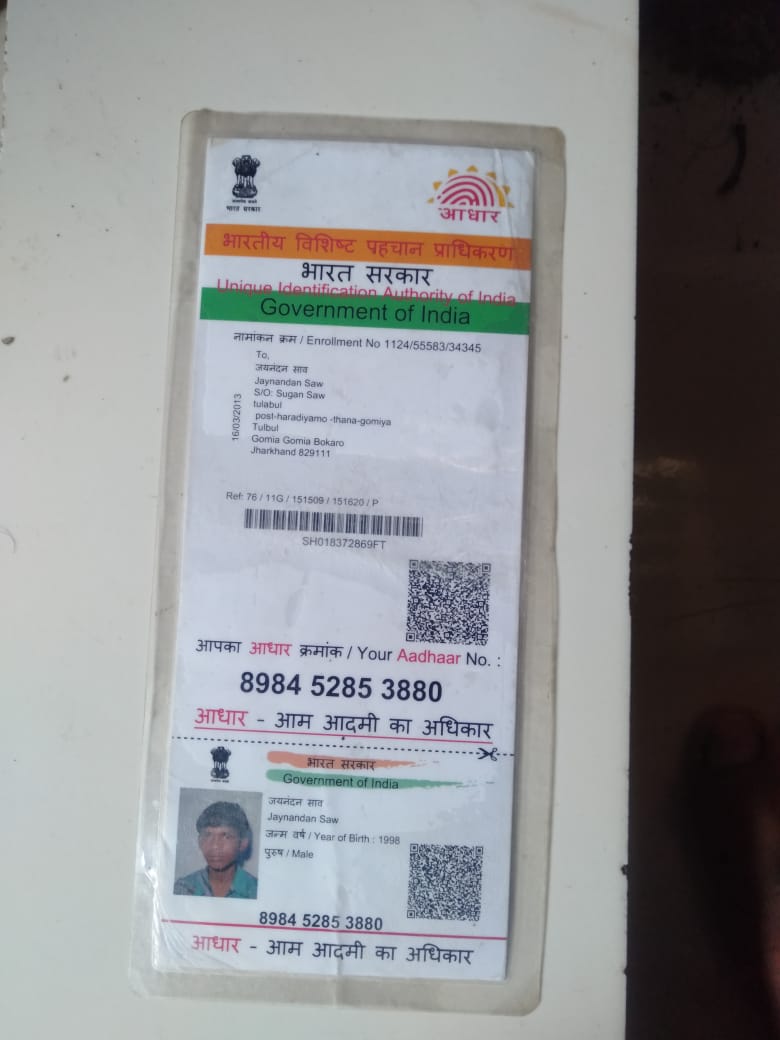 भारत सरकार
आधार
भारतीय विशिष्ट पहचान प्राधिकरण
भारत सरकार
Unique Identification Authority of India
Government of India
नामांकन क्रम / Enrollment No 1124/55583/34345
To,
जयनंदन साव
Jaynandan Saw
S/O: Sugan Saw
tulabul
post-haradiyamo -thana-gomiya
Tulbul
Gomia Gomia Bokaro
Jharkhand 829111
16/03/2013
Ref: 76 / 11G / 151509 / 151620 / P
SH018372869FT
आपका आधार क्रमांक / Your Aadhaar No. :
8984 5285 3880
आधार - आम आदमी का अधिकार
भारत सरकार
Government of India
जयनंदन साव
Jaynandan Saw
जन्म वर्ष / Year of Birth : 1998
पुरुष / Male
8984 5285 3880
आधार - आम आदमी का अधिकार